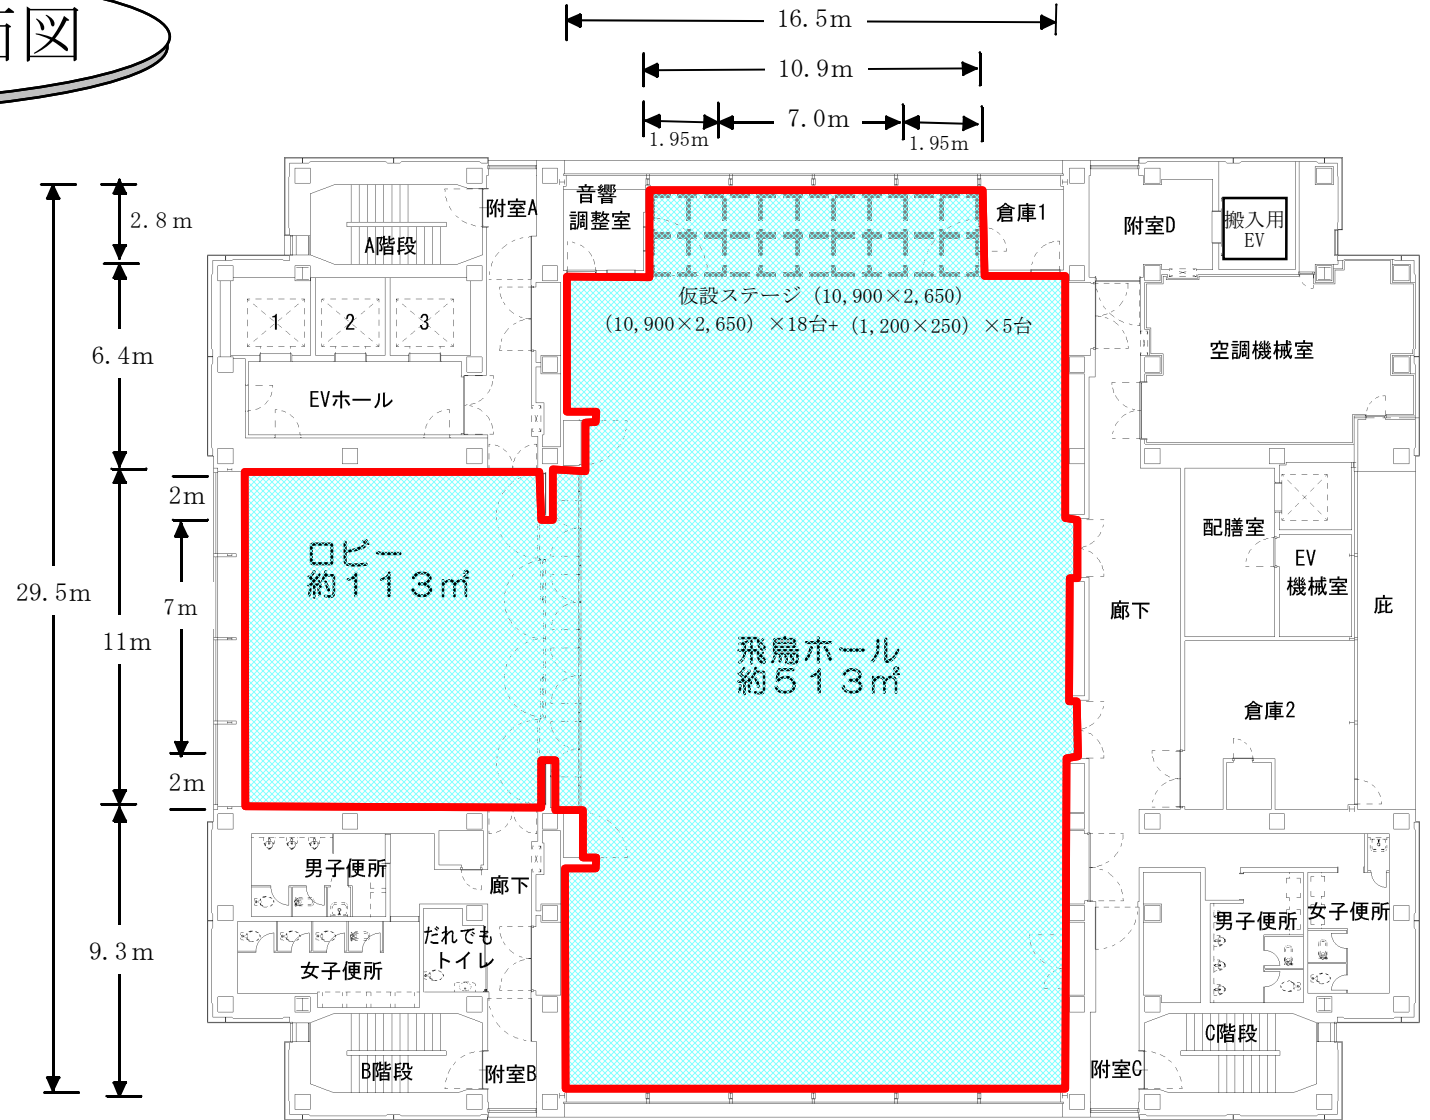 面図
16.5m
10.9m
7.0m
1.95m
1.95m
29.5m
2.8m
6.4m
11m
9.3m
2m
7m
2m
A階段
附室A
音響
調整室
倉庫1
附室D
搬入用
EV
仮設ステージ（10,900×2,650）
（10,900×2,650）×18台+（1,200×250）×5台
1
2
3
EVホール
空調機械室
ロビー
約１１３㎡
飛鳥ホール
約５１３㎡
配膳室
EV
機械室
廊下
庇
倉庫2
男子便所
廊下
だれでも
トイレ
女子便所
男子便所
女子便所
B階段
附室B
附室C
C階段